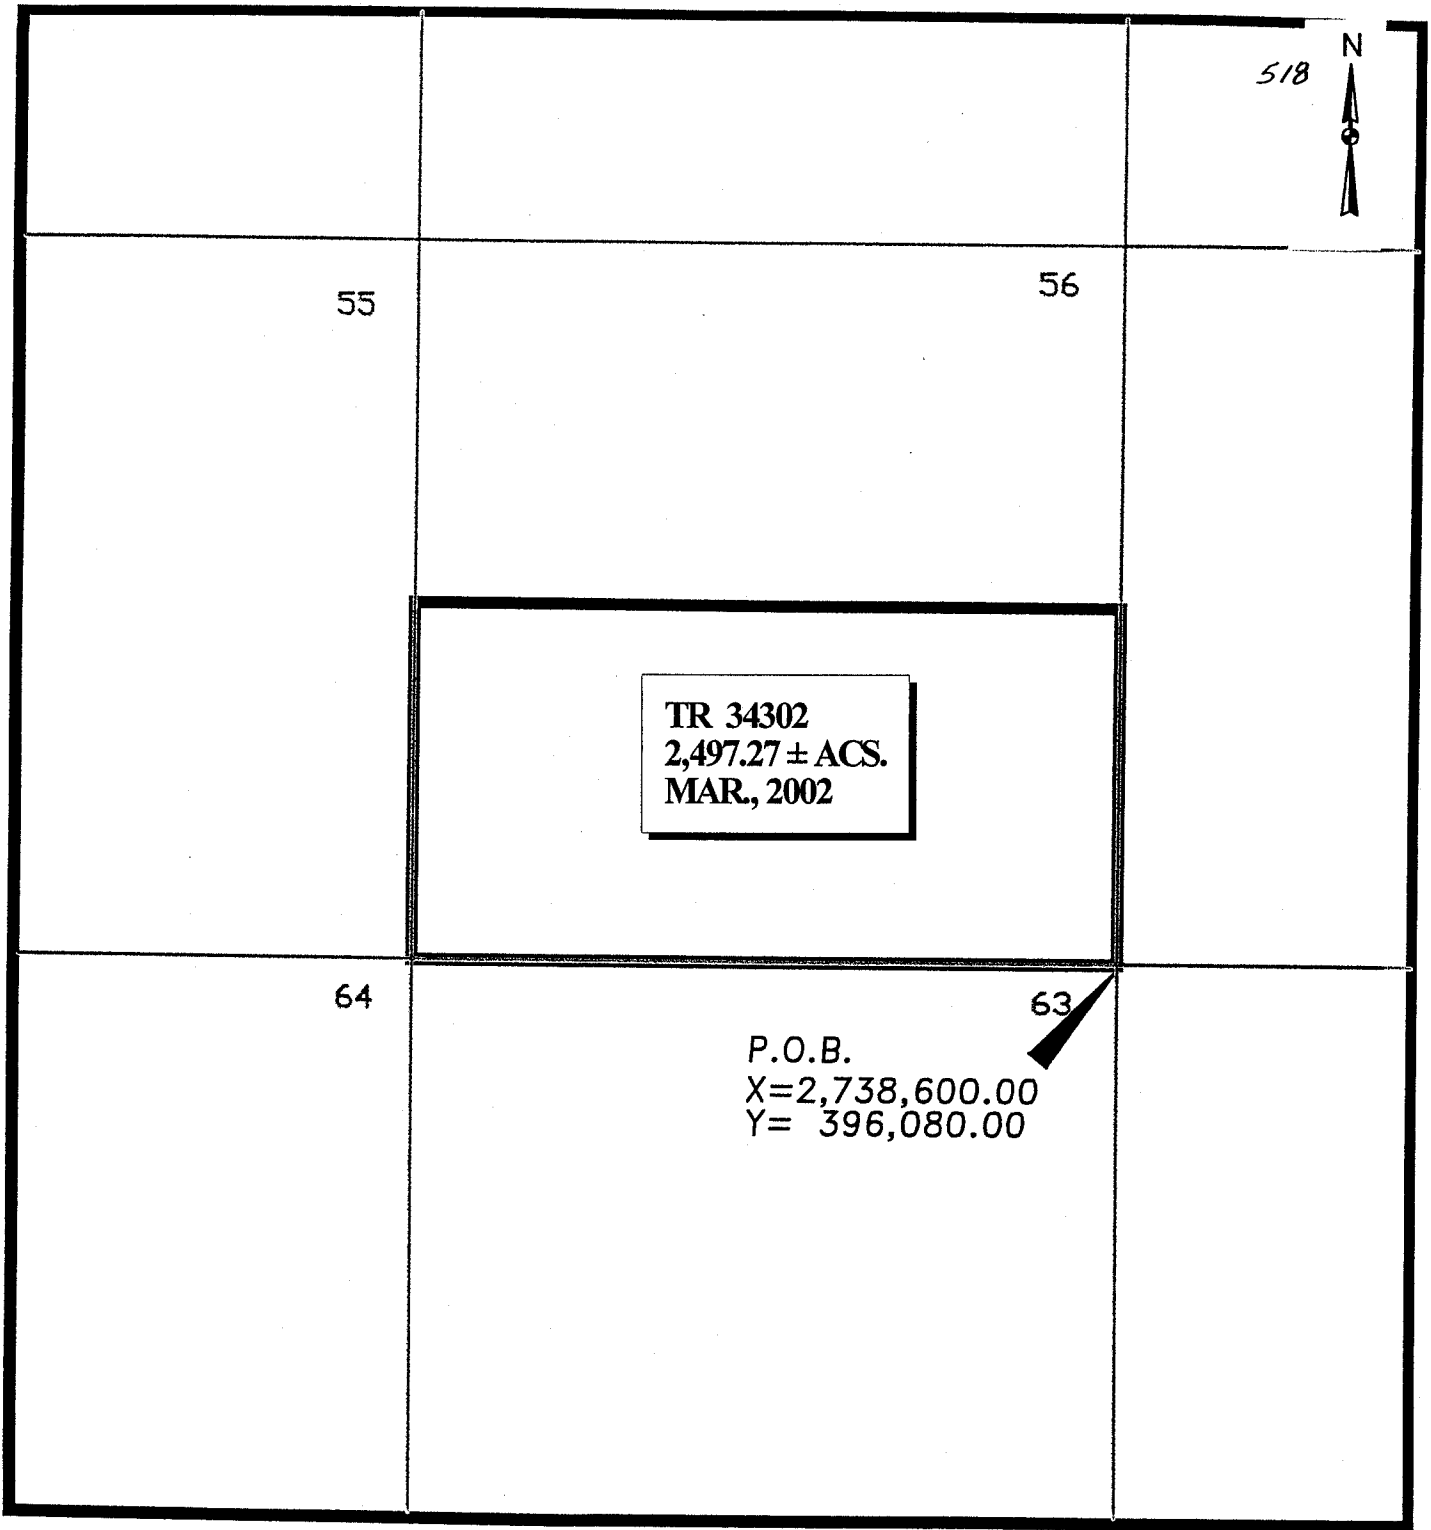 N
518
55
56
TR 34302
2,497.27 ± ACS.
MAR., 2002
64
63
P.O.B.
X=2,738,600.00
Y= 396,080.00